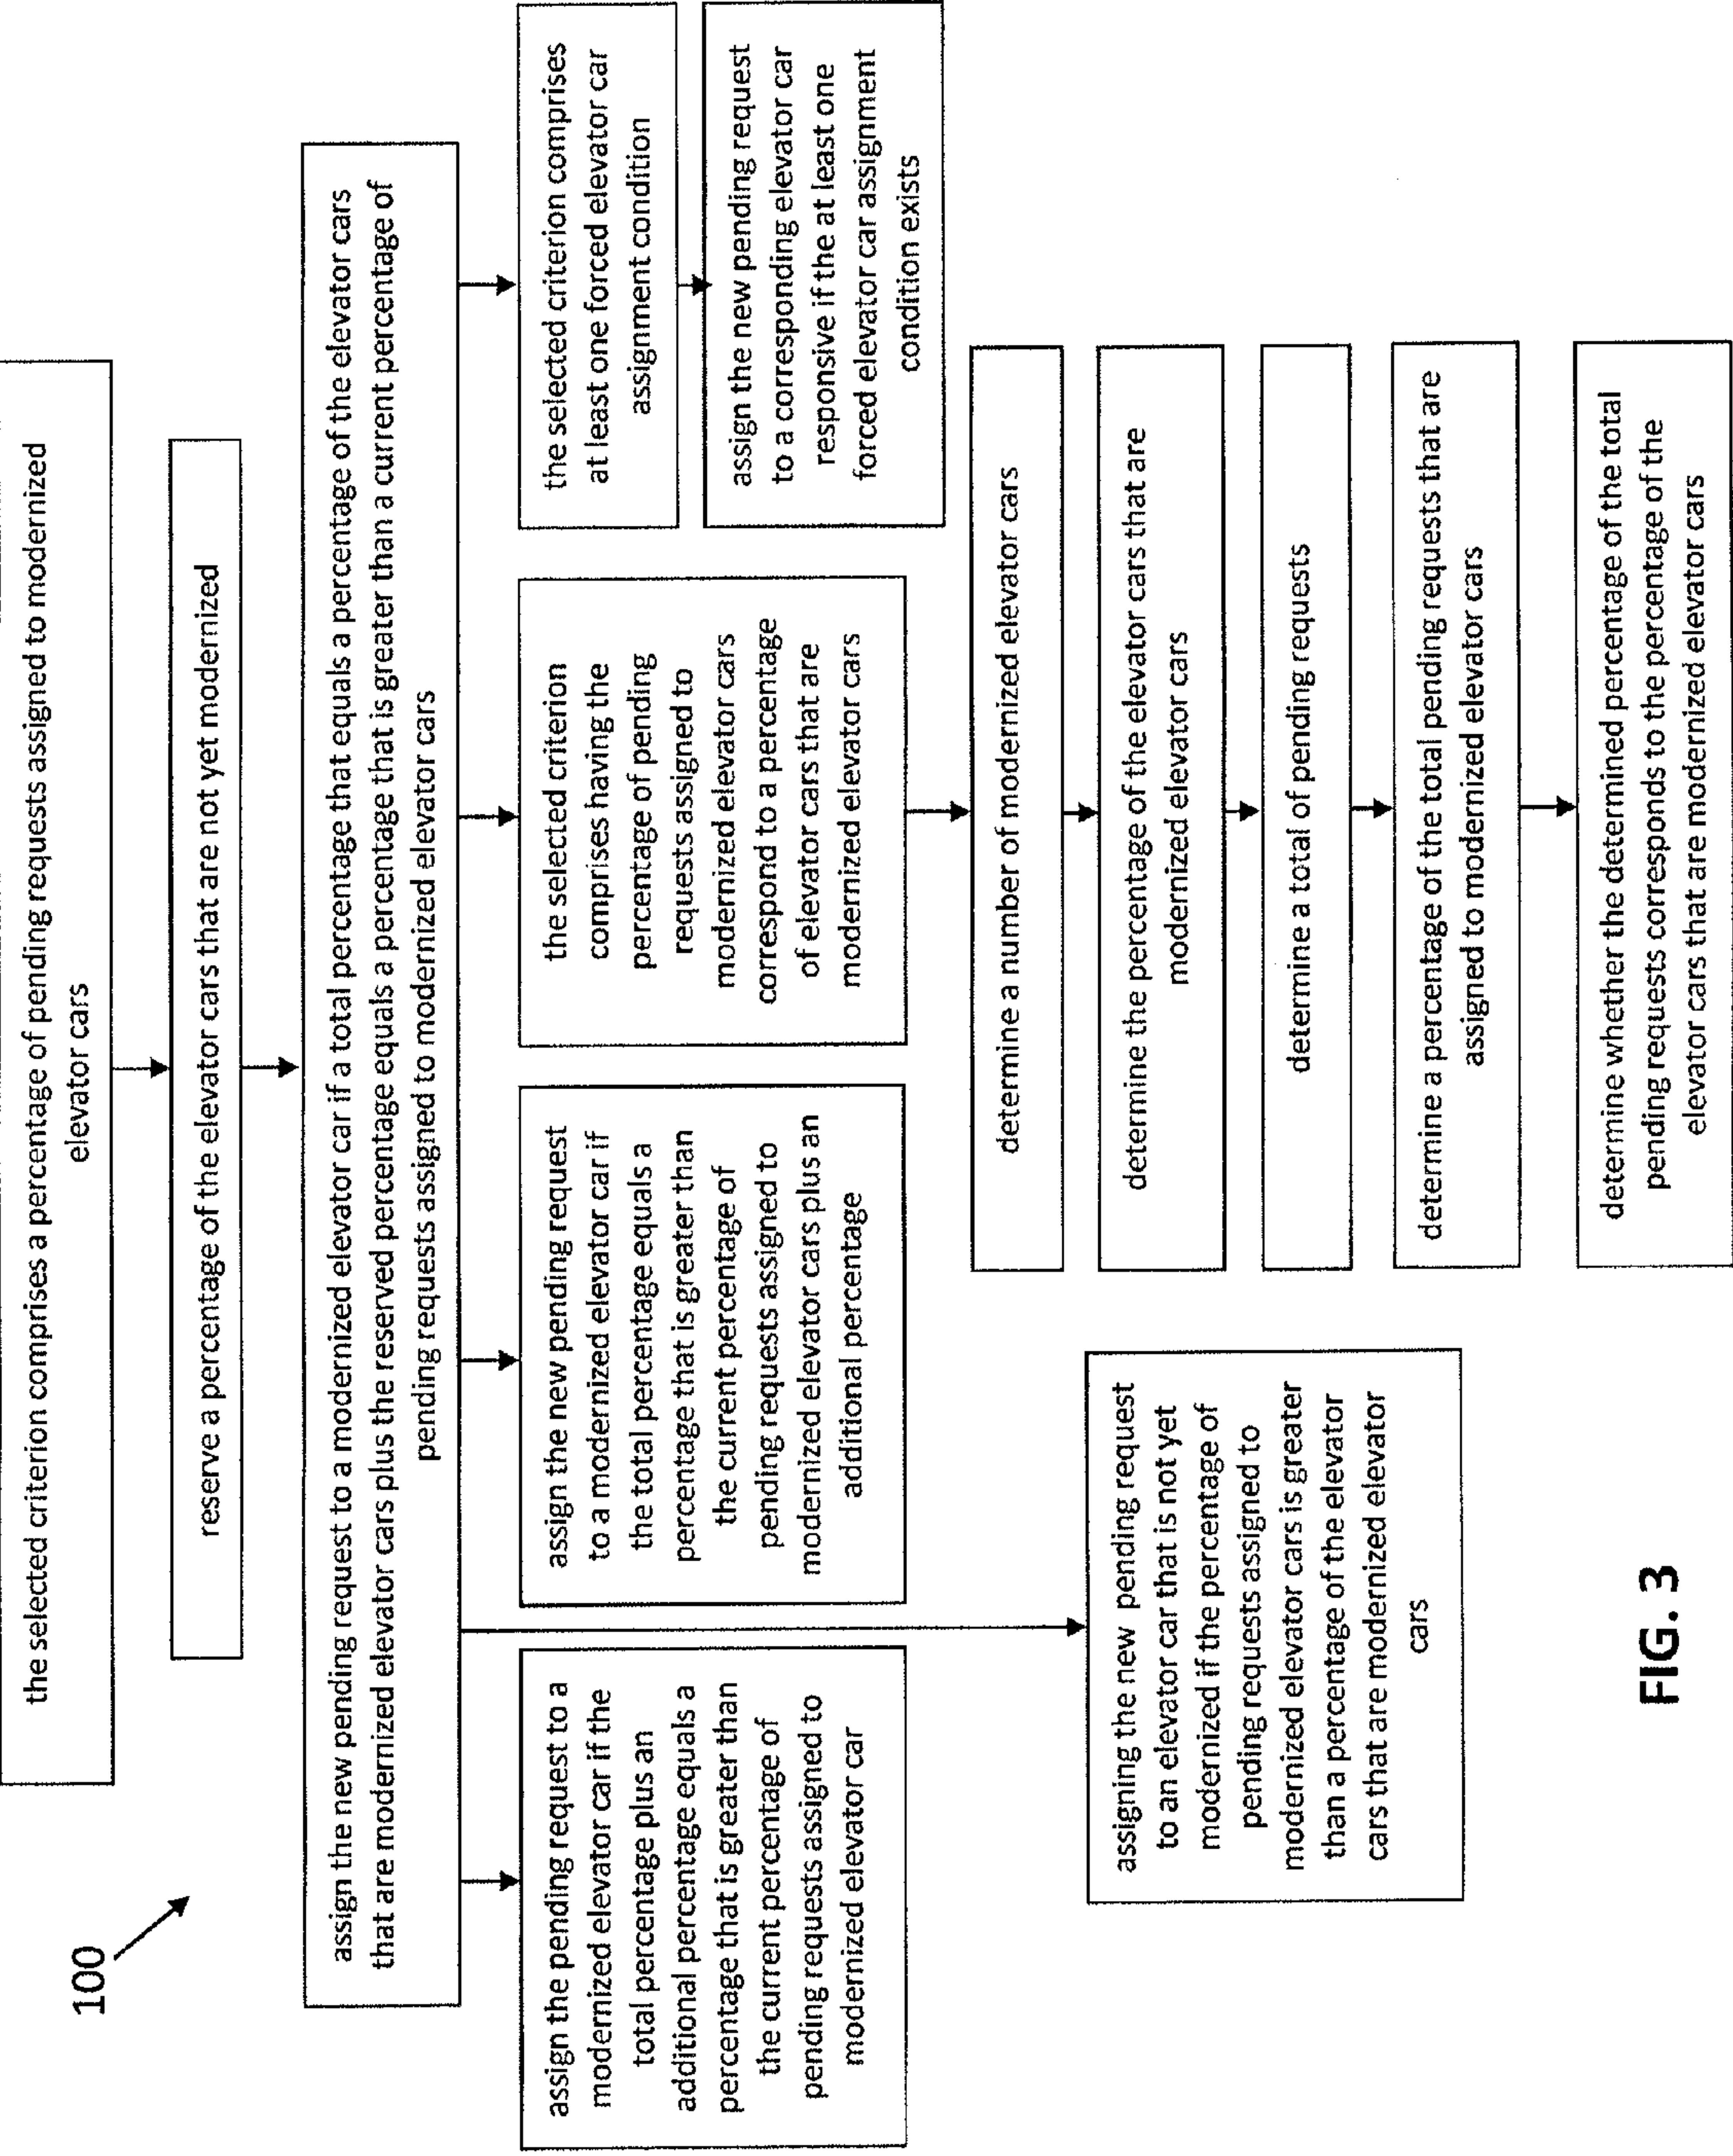 the selected criterion comprises a percentage of pending requests assigned to modernized
elevator cars
100
reserve a percentage of the elevator cars that are not yet modernized
assign the new pending request to a modernized elevator car if a total percentage that equals a percentage of the elevator cars
that are modernized elevator cars plus the reserved percentage equals a percentage that is greater than a current percentage of
pending requests assigned to modernized elevator cars
assign the pending request to a
modernized elevator car if the
total percentage plus an
additional percentage equals a
percentage that is greater than
the current percentage of
pending requests assigned to
modernized elevator car
assign the new pending request
to a modernized elevator car if
the total percentage equals a
percentage that is greater than
the current percentage of
pending requests assigned to
modernized elevator cars plus an
additional percentage
the selected criterion
comprises having the
percentage of pending
requests assigned to
modernized elevator cars
correspond to a percentage
of elevator cars that are
modernized elevator cars
the selected criterion comprises
at least one forced elevator car
assignment condition
assign the new pending request
to a corresponding elevator car
responsive if the at least one
forced elevator car assignment
condition exists
assigning the new pending request
to an elevator car that is not yet
modernized if the percentage of
pending requests assigned to
modernized elevator cars is greater
than a percentage of the elevator
cars that are modernized elevator
cars
determine a number of modernized elevator cars
determine the percentage of the elevator cars that are
modernized elevator cars
determine a total of pending requests
determine a percentage of the total pending requests that are
assigned to modernized elevator cars
determine whether the determined percentage of the total
pending requests corresponds to the percentage of the
elevator cars that are modernized elevator cars
FIG. 3